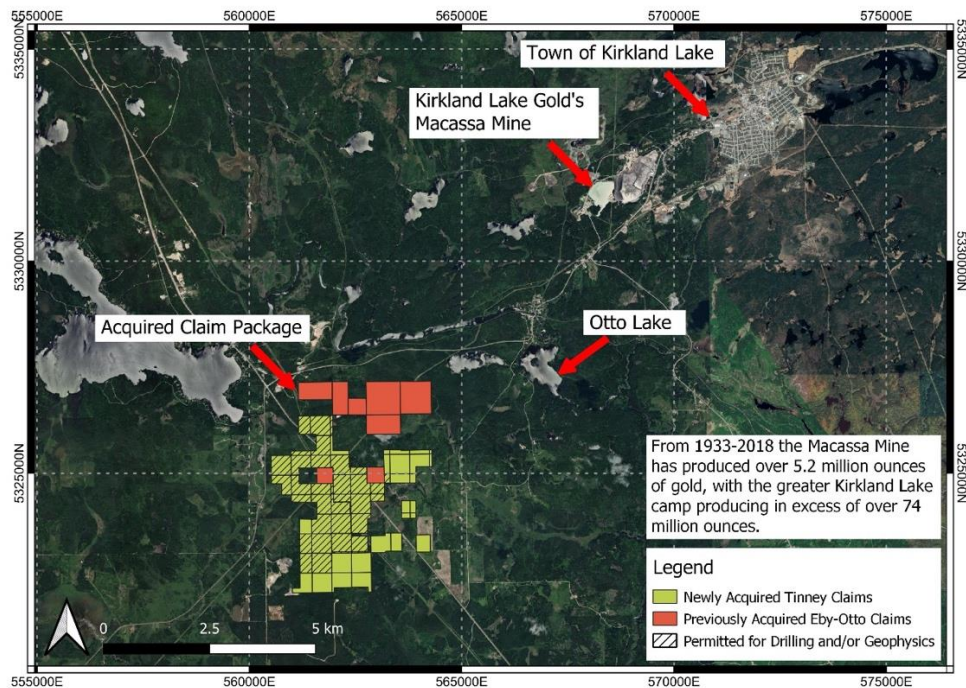 555000E 560000E 565000E 570000E 575000E
5335000N
5335000N
Town of Kirkland Lake
Kirkland Lake Gold's
Macassa Mine
5330000N
5330000N
Acquired Claim Package
Otto Lake
5325000N
5325000N
From 1933-2018 the Macassa Mine
has produced over 5.2 million ounces
of gold, with the greater Kirkland Lake
camp producing in excess of over 74
million ounces.
Legend
Newly Acquired Tinney Claims
Previously Acquired Eby-Otto Claims
Permitted for Drilling and/or Geophysics
0 2.5 5 km
555000E 560000E 565000E 570000E 575000E